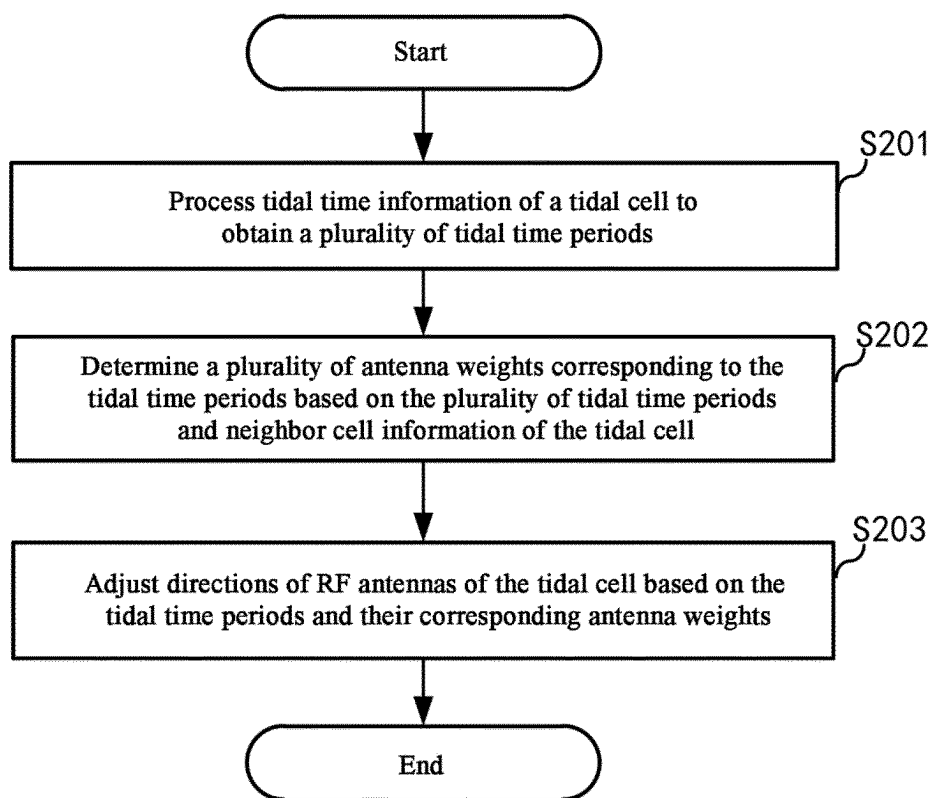 Start
S201
Process tidal time information of a tidal cell to
obtain a plurality of tidal time periods
S202
Determine a plurality of antenna weights corresponding to the
tidal time periods based on the plurality of tidal time periods
and neighbor cell information of the tidal cell
S203
Adjust directions of RF antennas of the tidal cell based on the
tidal time periods and their corresponding antenna weights
End